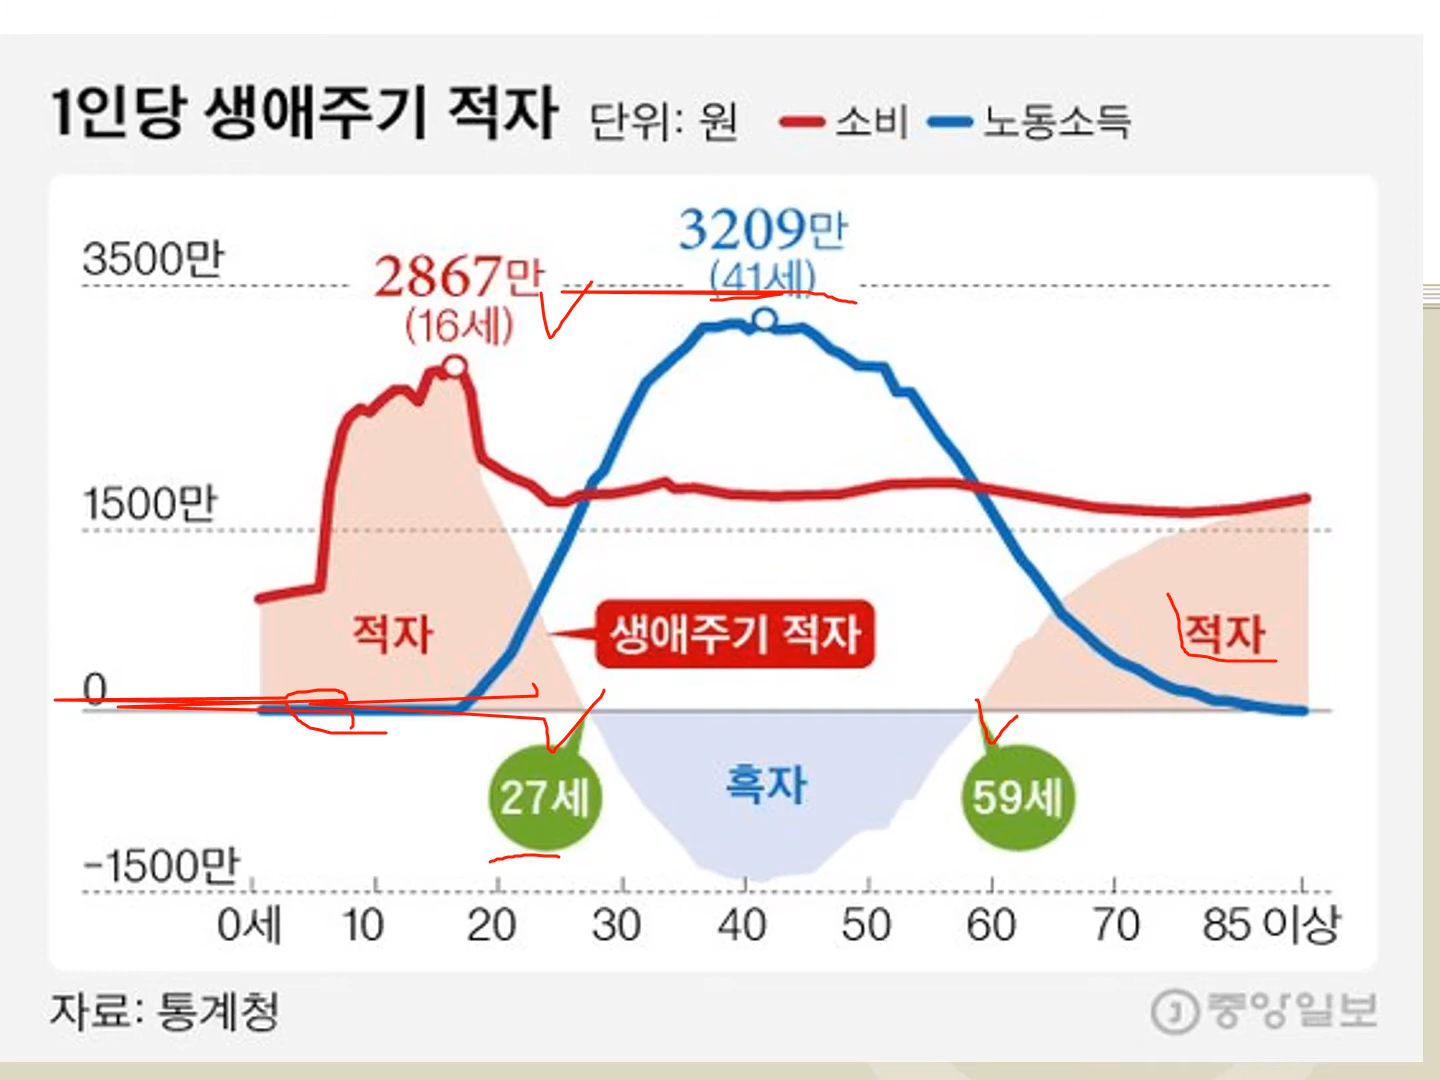 1인당 생애주기 적자 단위: 원 소비 노동소득
3500만
2867만
(16세)
3209만
(41세)
1500만
적자
생애주기 적자
적자
0
27세
흑자
59세
-1500만
0세 10 20 30 40 50 60 70 85 이상
자료: 통계청
J 중앙일보